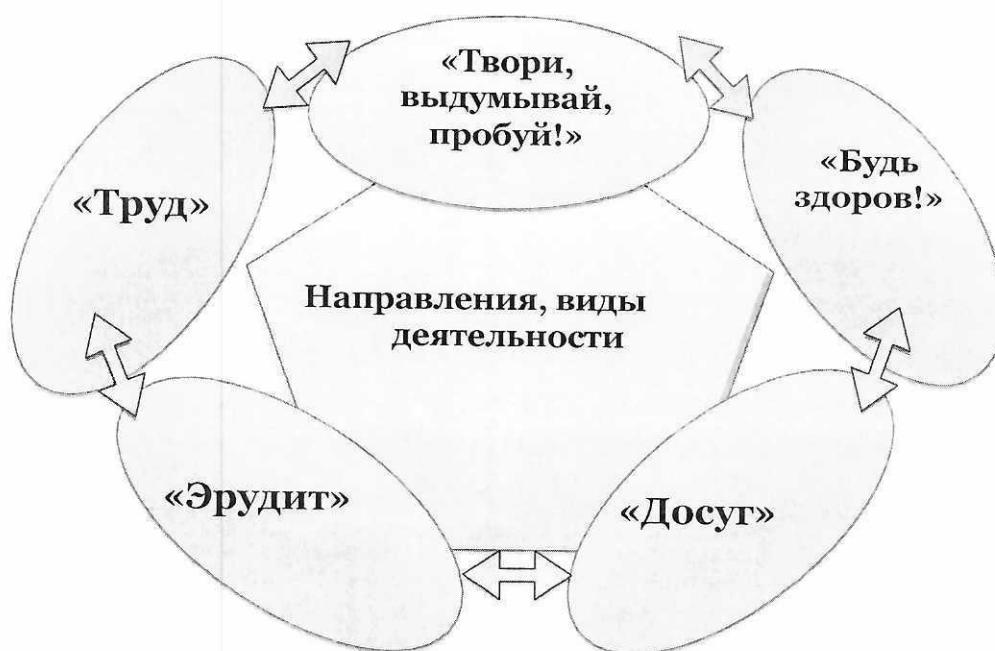 «Твори,
выдумывай,
пробуй!»
«Труд»
«Будь
здоров!»
Направления, виды
деятельности
«Эрудит»
«Досуг»